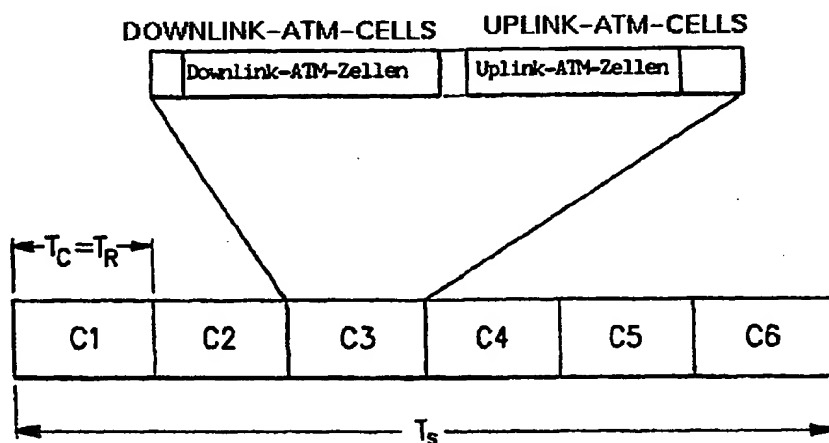 DOWNLINK-ATM-CELLS UPLINK-ATM-CELLS
Downlink-ATM-Zellen Uplink-ATM-Zellen
T_C=T_R
C1 C2 C3 C4 C5 C6
T_s